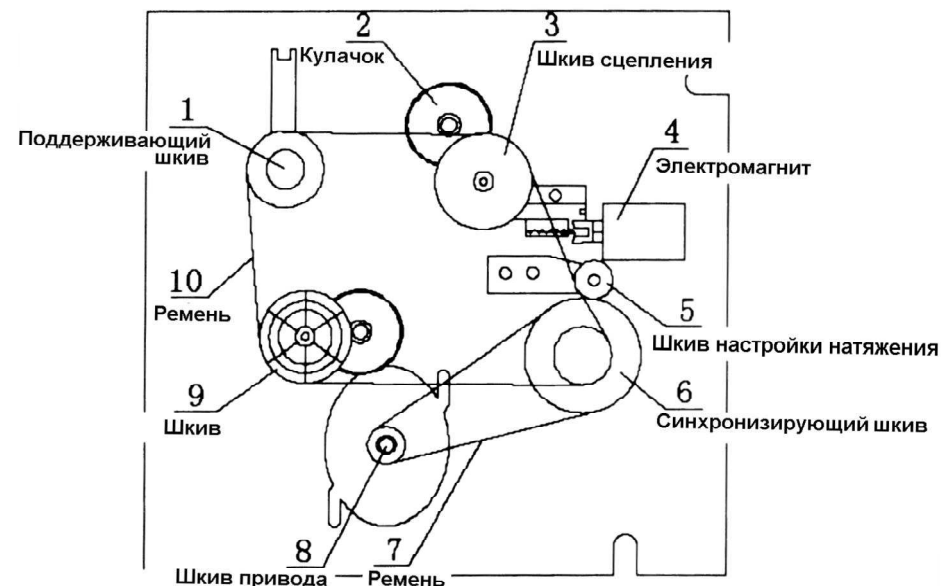 2
Кулачок
3
Шкив сцепления
1
Поддерживающий
шкив
4
Электромагнит
10
Ремень
5
Шкив настройки натяжения
9
Шкив
6
Синхронизирующий шкив
8
Шкив привода
7
Ремень